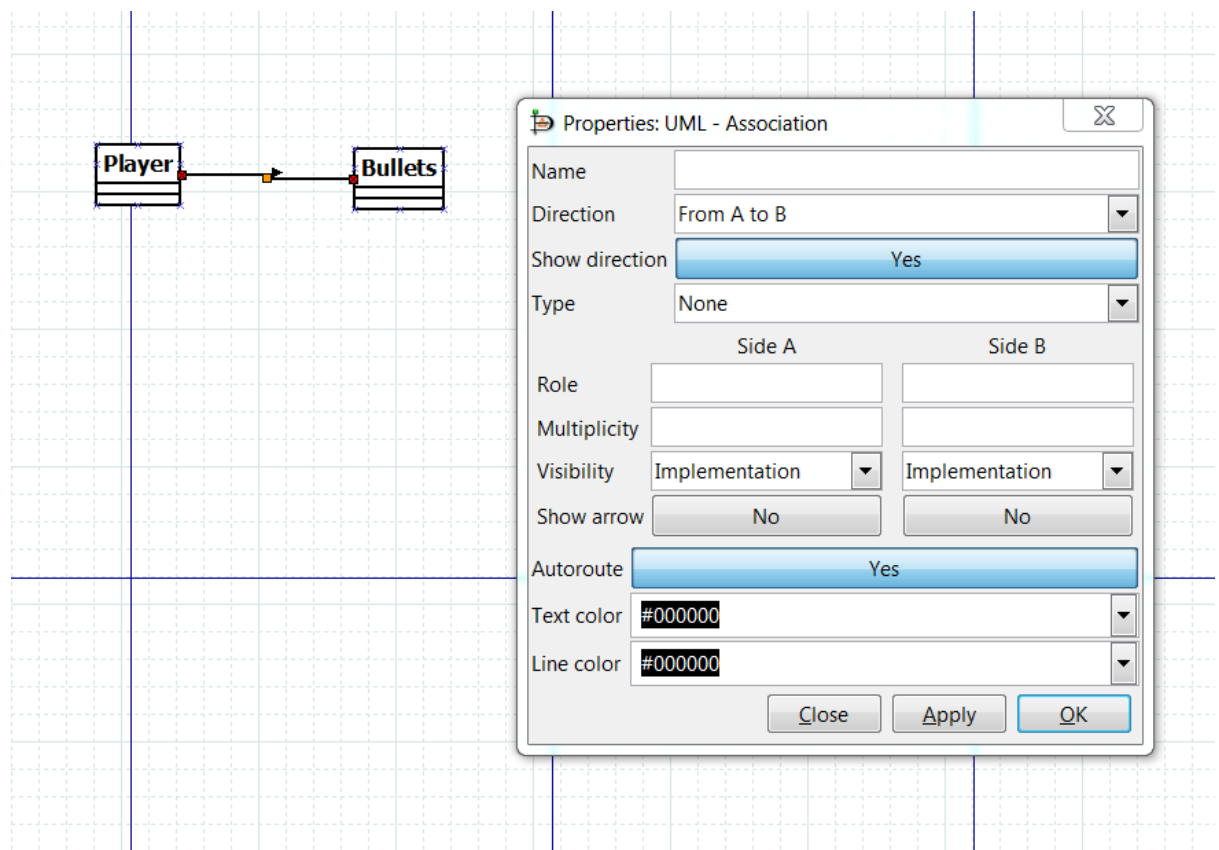 Player
Bullets
Properties: UML - Association
Name
Direction From A to B
Show direction Yes
Type None
Side A Side B
Role
Multiplicity
Visibility Implementation Implementation
Show arrow No No
Autoroute Yes
Text color #000000
Line color #000000
Close Apply OK